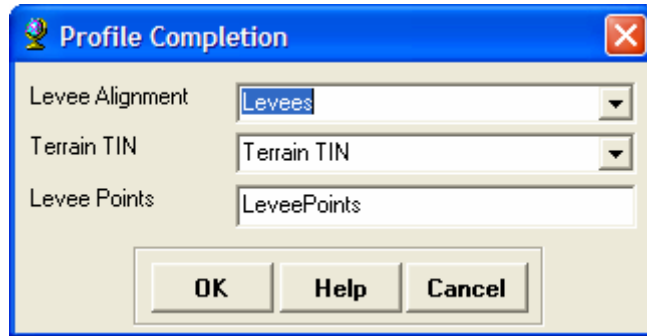 Profile Completion
Levee Alignment Levees
Terrain TIN Terrain TIN
Levee Points LeveePoints
OK Help Cancel